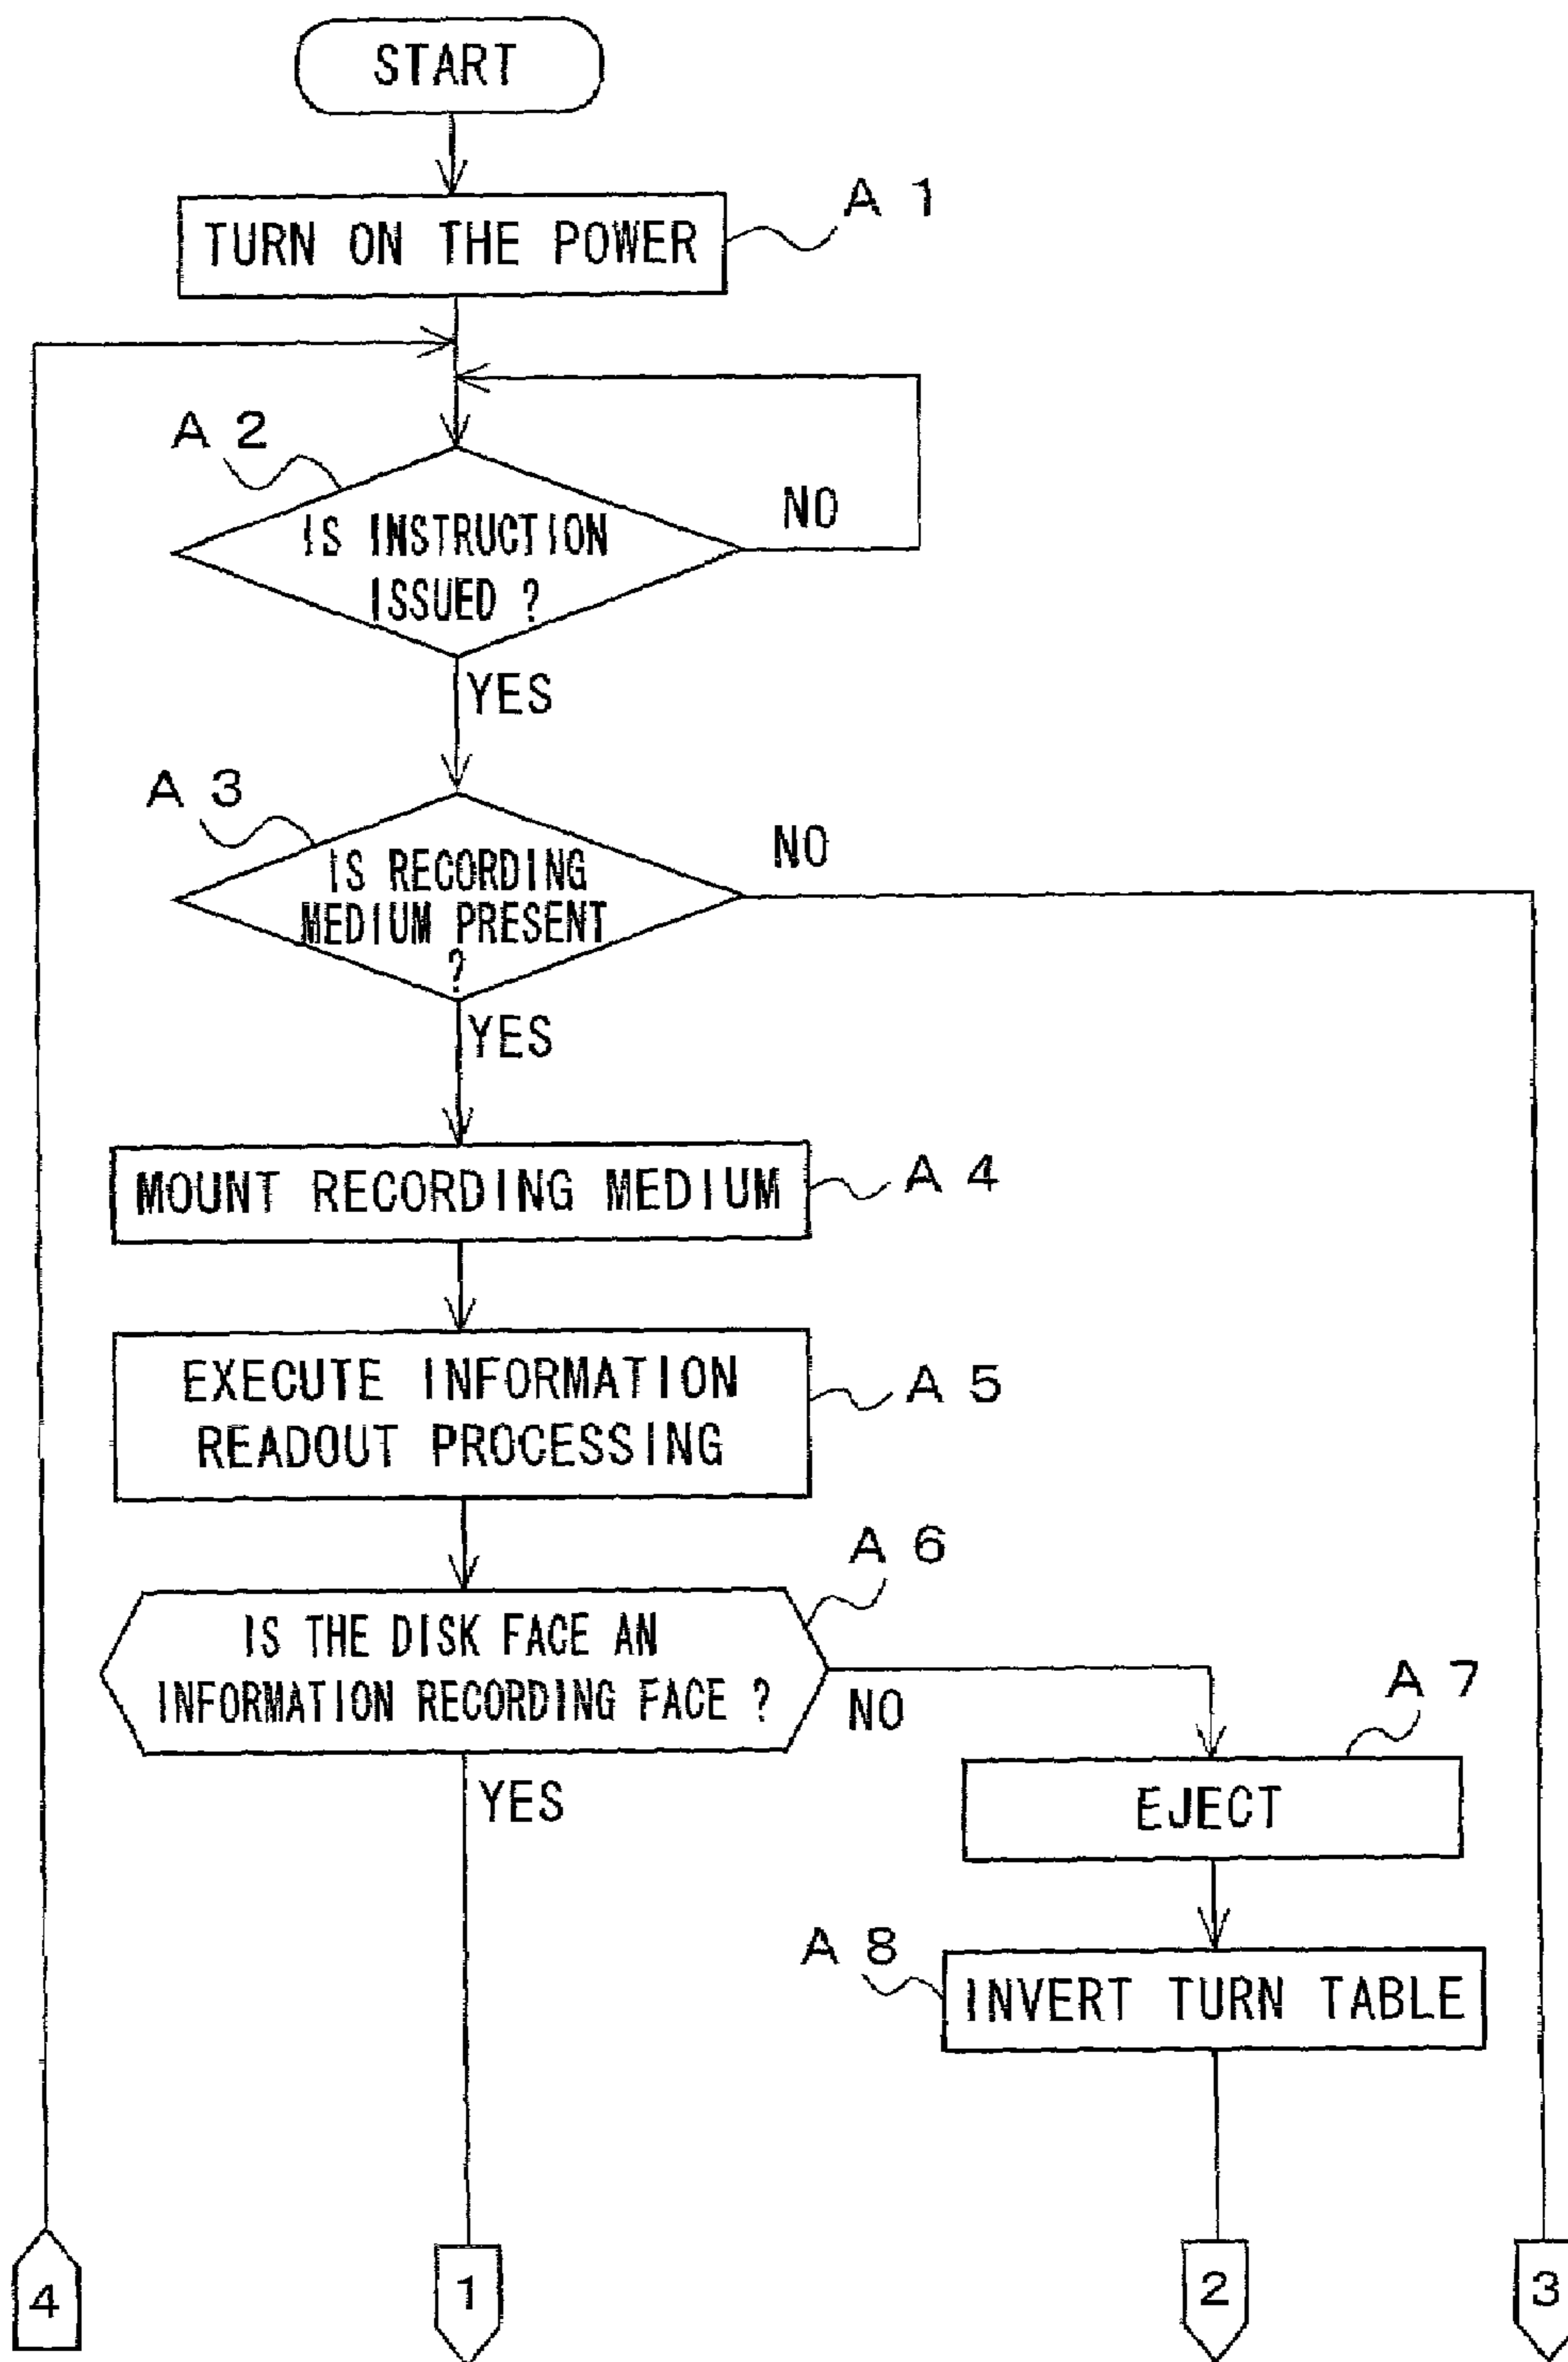 START
TURN ON THE POWER
A 1
A 2
IS INSTRUCTION
ISSUED ?
NO
YES
A 3
IS RECORDING
MEDIUM PRESENT
?
NO
YES
MOUNT RECORDING MEDIUM
A 4
EXECUTE INFORMATION
READOUT PROCESSING
A 5
A 6
IS THE DISK FACE AN
INFORMATION RECORDING FACE ?
NO
YES
A 7
EJECT
A 8
INVERT TURN TABLE
4
1
2
3